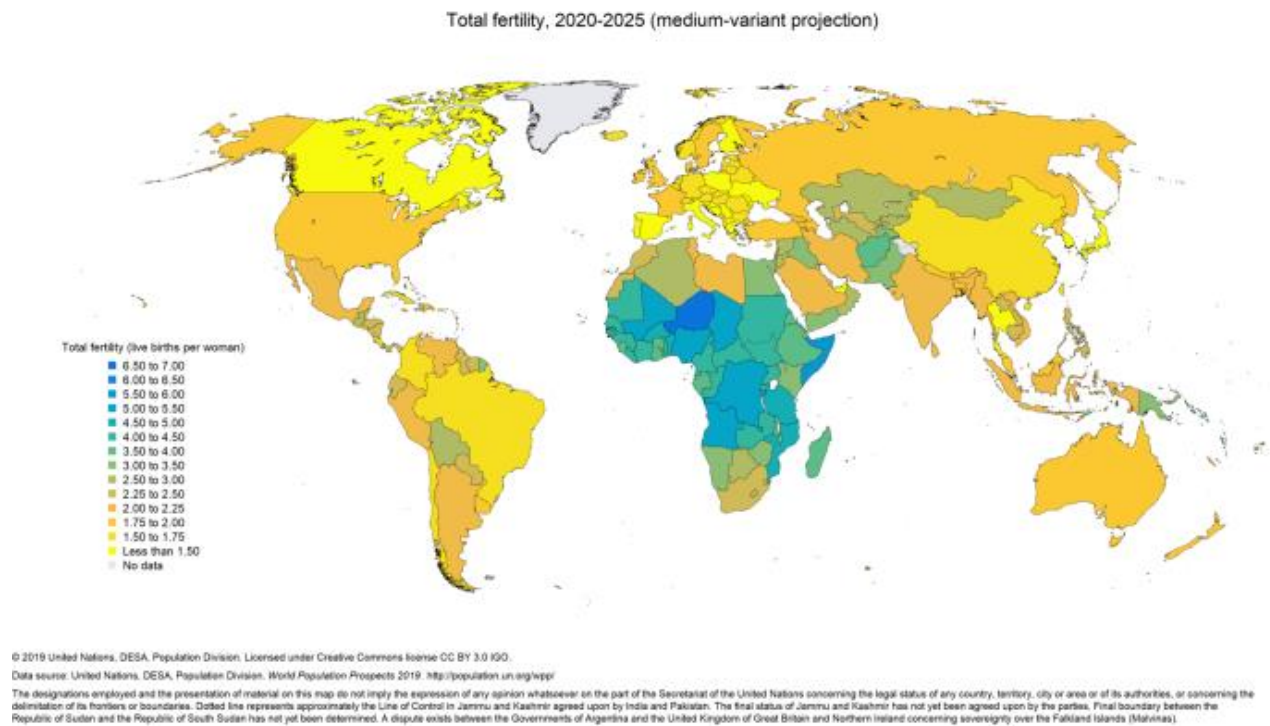 Total fertility, 2020-2025 (medium-variant projection)
Total fertility (live births per woman)
6.50 to 7.00
6.00 to 6.50
5.50 to 6.00
5.00 to 5.50
4.50 to 5.00
4.00 to 4.50
3.50 to 4.00
3.00 to 3.50
2.50 to 3.00
2.25 to 2.50
2.00 to 2.25
1.75 to 2.00
1.50 to 1.75
Less than 1.50
No data
© 2019 United Nations, DESA, Population Division. Licensed under Creative Commons license CC BY 3.0 IGO.
Data source: United Nations, DESA, Population Division. World Population Prospects 2019. http://population.un.org/wpp/
The designations employed and the presentation of material on this map do not imply the expression of any opinion whatsoever on the part of the Secretariat of the United Nations concerning the legal status of any country, territory, city or area or of its authorities, or concerning the
delimitation of its frontiers or boundaries. Dotted line represents approximately the Line of Control in Jammu and Kashmir agreed upon by India and Pakistan. The final status of Jammu and Kashmir has not yet been agreed upon by the parties. Final boundary between the
Republic of Sudan and the Republic of South Sudan has not yet been determined. A dispute exists between the Governments of Argentina and the United Kingdom of Great Britain and Northern Ireland concerning sovereignty over the Falkland Islands (Malvinas).